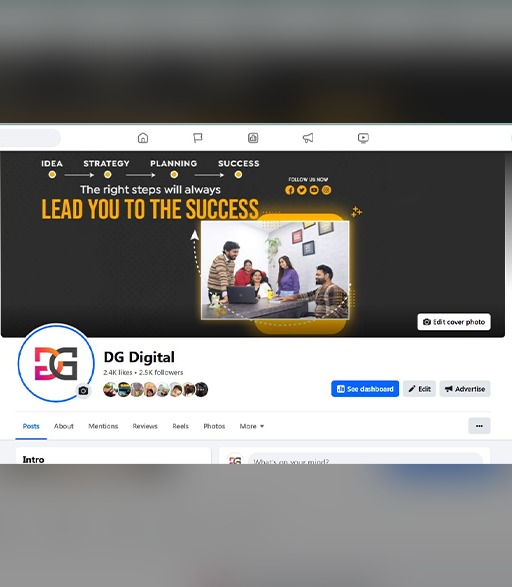 IDEA STRATEGY PLANNING SUCCESS
The right steps will always
LEAD YOU TO THE SUCCESS
FOLLOW US NOW
Edit cover photo
DG
DG Digital
2.4K likes • 2.5K followers
See dashboard Edit Advertise
Posts About Mentions Reviews Reels Photos More
Intro
DG What's on your mind?